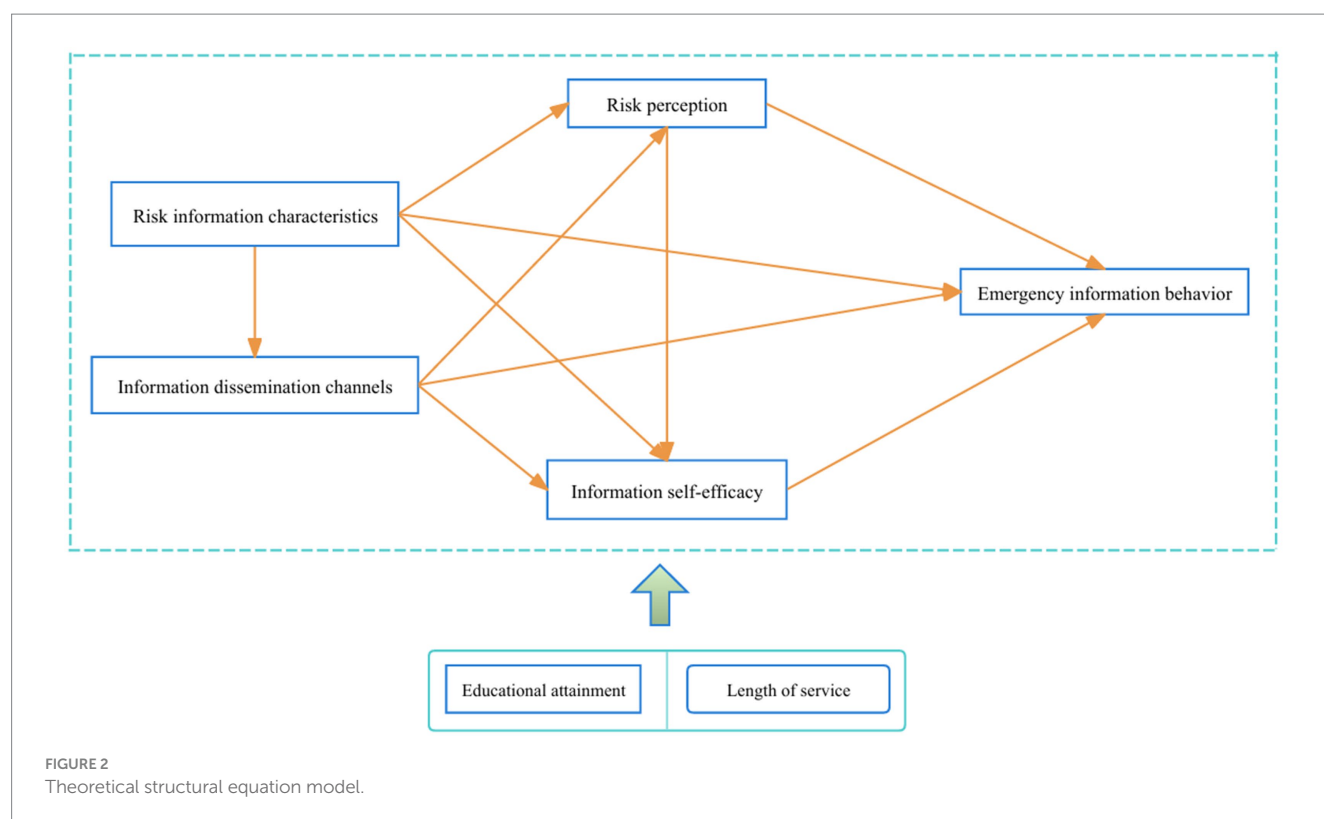 Risk perception
Risk information characteristics
Emergency information behavior
Information dissemination channels
Information self-efficacy
Educational attainment
Length of service
FIGURE 2
Theoretical structural equation model.